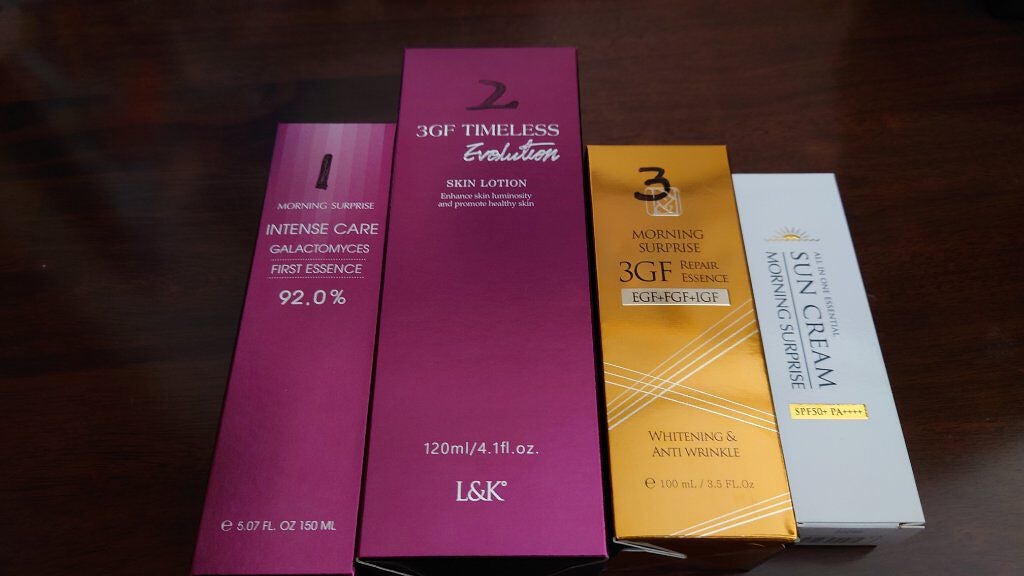 1
MORNING SURPRISE
INTENSE CARE
GALACTOMYCES
FIRST ESSENCE
92.0%
℮ 5.07 FL. OZ 150 ML
2
3GF TIMELESS
Evolution
SKIN LOTION
Enhance skin luminosity
and promote healthy skin
120ml/4.1fl.oz.
L&K
3
MORNING
SURPRISE
3GF REPAIR
ESSENCE
EGF+FGF+IGF
WHITENING &
ANTI WRINKLE
℮ 100 mL / 3.5 FL.Oz
ALL IN ONE ESSENTIAL
SUN CREAM
MORNING SURPRISE
SPF50+ PA++++